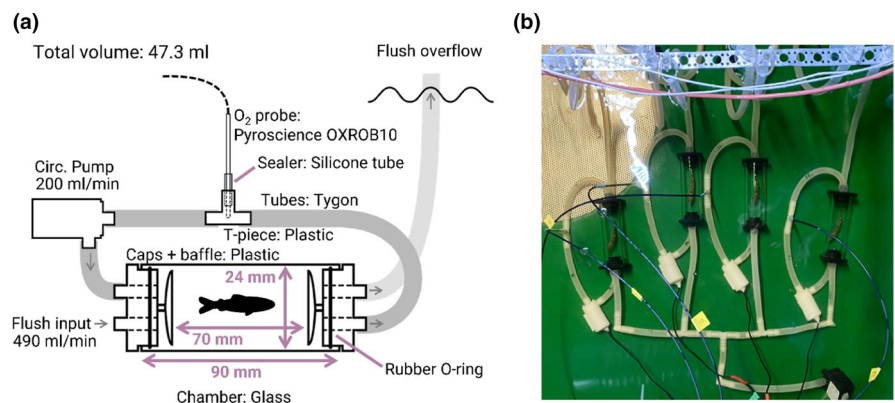 (a)
Total volume: 47.3 ml
Flush overflow
O₂ probe:
Pyroscience OXROB10
Sealer: Silicone tube
Circ. Pump
200 ml/min
Tubes: Tygon
T-piece: Plastic
Caps + baffle: Plastic
24 mm
Flush input
490 ml/min
70 mm
90 mm
Rubber O-ring
Chamber: Glass
(b)